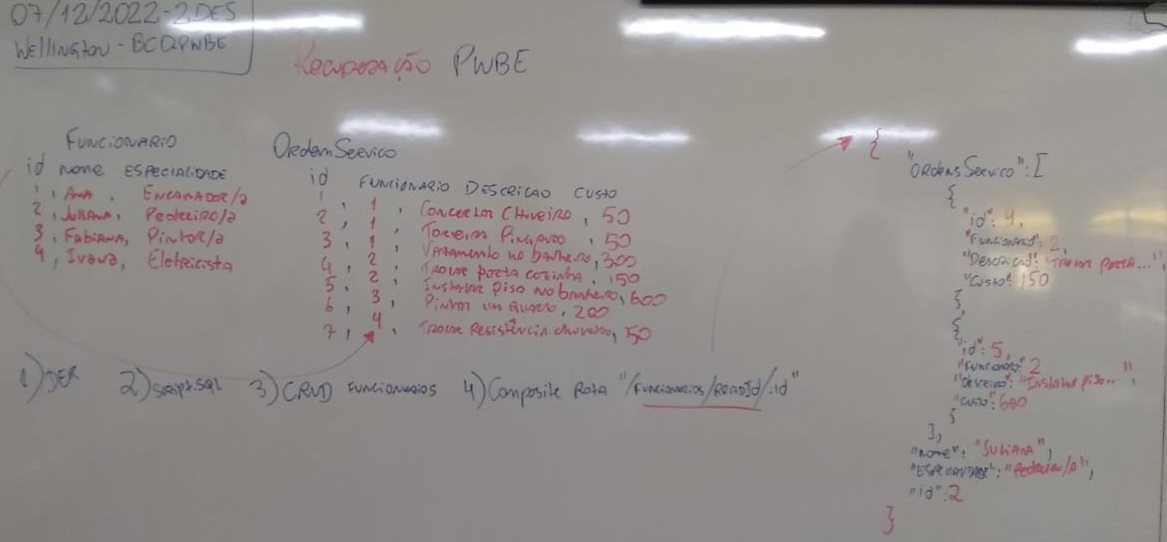 07/12/2022-2DES
Wellington - BCD2PWBE
Recuperação PWBE
FUNCIONARIO
id nome ESPECIALIDADE
1, Ana, ENCANADOR/a
2, Juliana, Pedreiro/a
3, Fabiana, Pintor/a
4, Ivana, Eletricista
OrdemServico
id FUNCIONARIO DESCRICAO CUSTO
1, 1, Concertar Chuveiro, 50
2, 1, Torneira Pingando, 50
3, 1, Vazamento no banheiro, 300
4, 2, Trocar porta cozinha, 150
5, 2, Instalar Piso no banheiro, 600
6, 3, Pintar um Quarto, 200
7, 4, Trocar Resistência chuveiro, 50
1) DER 2) script.sql 3) CRUD Funcionarios 4) Composite Rota "/Funcionarios/ReadId/:id"
{
"OrdensServico": [
{
"id": 4,
"Funcionario": 2,
"Descricao": "Trocar Porta...",
"Custo": 150
},
{
"id": 5,
"Funcionario": 2
"Descricao": "Instalar Piso...",
"Custo": 600
}
],
"nome": "Juliana",
"ESPECIALIDADE": "Pedreiro/A",
"id": 2
}